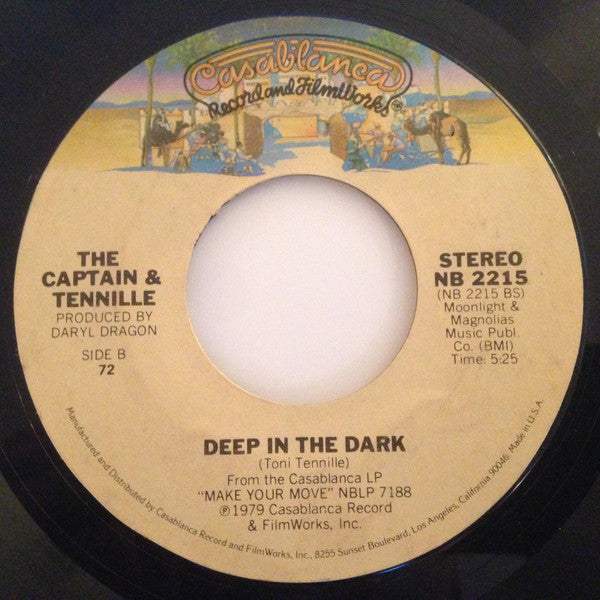 Casablanca
Record and FilmWorks®
THE
CAPTAIN &
TENNILLE
PRODUCED BY
DARYL DRAGON
SIDE B
72
STEREO
NB 2215
(NB 2215 BS)
Moonlight &
Magnolias
Music Publ.
Co. (BMI)
Time: 5:25
DEEP IN THE DARK
(Toni Tennille)
From the Casablanca LP
"MAKE YOUR MOVE" NBLP 7188
℗1979 Casablanca Record
& FilmWorks, Inc.
Manufactured and Distributed by Casablanca Record and FilmWorks, Inc., 8255 Sunset Boulevard, Los Angeles, California 90046. Made in U.S.A.